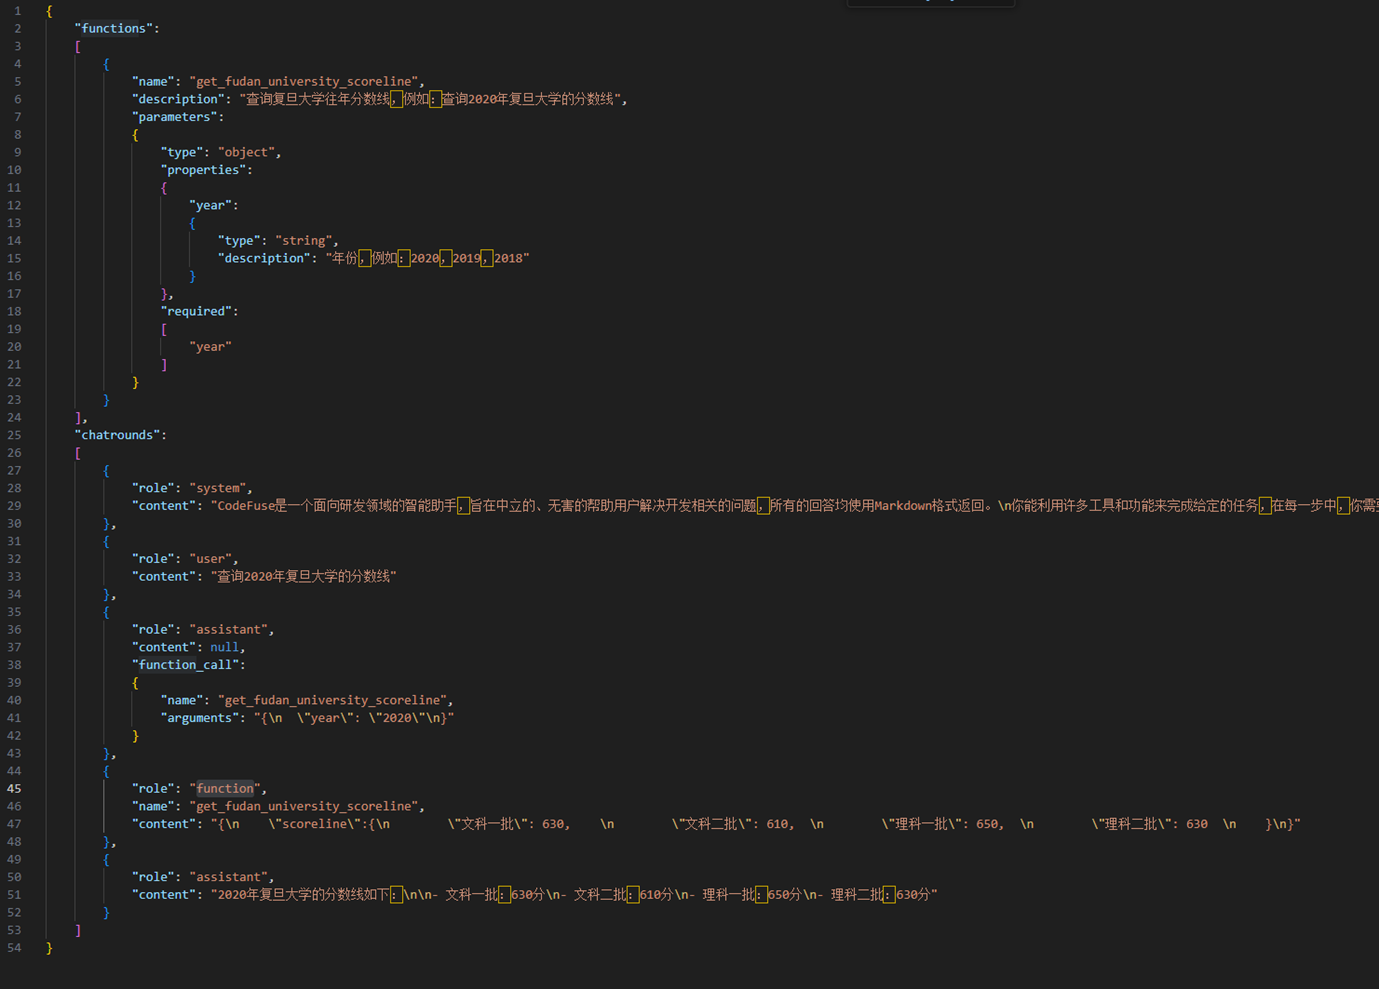 1 {
2 "functions":
3 [
4 {
5 "name": "get_fudan_university_scoreline",
6 "description": "查询复旦大学往年分数线，例如：查询2020年复旦大学的分数线",
7 "parameters":
8 {
9 "type": "object",
10 "properties":
11 {
12 "year":
13 {
14 "type": "string",
15 "description": "年份，例如：2020，2019，2018"
16 }
17 },
18 "required":
19 [
20 "year"
21 ]
22 }
23 }
24 ],
25 "chatrounds":
26 [
27 {
28 "role": "system",
29 "content": "CodeFuse是一个面向研发领域的智能助手，旨在中立的、无害的帮助用户解决开发相关的问题，所有的回答均使用Markdown格式返回。\n你能利用许多工具和功能来完成给定的任务，在每一步中，你需要
30 },
31 {
32 "role": "user",
33 "content": "查询2020年复旦大学的分数线"
34 },
35 {
36 "role": "assistant",
37 "content": null,
38 "function_call":
39 {
40 "name": "get_fudan_university_scoreline",
41 "arguments": "{\n  \"year\": \"2020\"\n}"
42 }
43 },
44 {
45 "role": "function",
46 "name": "get_fudan_university_scoreline",
47 "content": "{\n    \"scoreline\":{\n        \"文科一批\": 630,    \n        \"文科二批\": 610,  \n        \"理科一批\": 650,  \n        \"理科二批\": 630  \n    }\n}"
48 },
49 {
50 "role": "assistant",
51 "content": "2020年复旦大学的分数线如下：\n\n- 文科一批：630分\n- 文科二批：610分\n- 理科一批：650分\n- 理科二批：630分"
52 }
53 ]
54 }